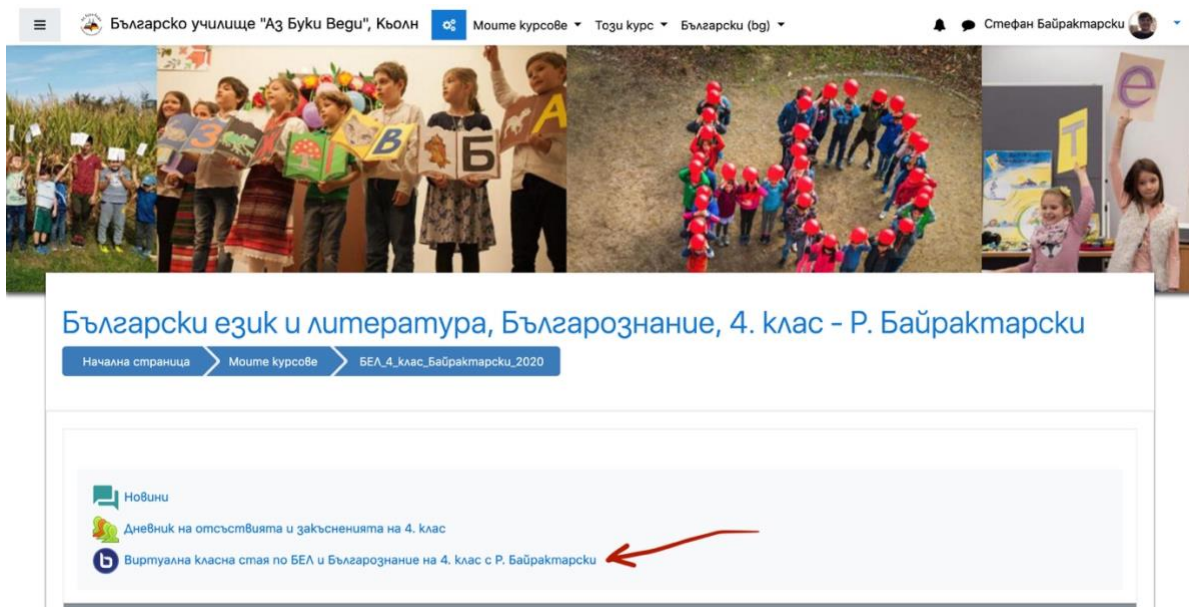 Българско училище "Аз Буки Веди", Кьолн Моите курсове Този курс Български (bg) Стефан Байрактарски
З Ж В Б А
е
Т
Български език и литература, Българознание, 4. клас - Р. Байрактарски
Начална страница Моите курсове БЕЛ_4_клас_Байрактарски_2020
Новини
Дневник на отсъствията и закъсненията на 4. клас
b Виртуална класна стая по БЕЛ и Българознание на 4. клас с Р. Байрактарски